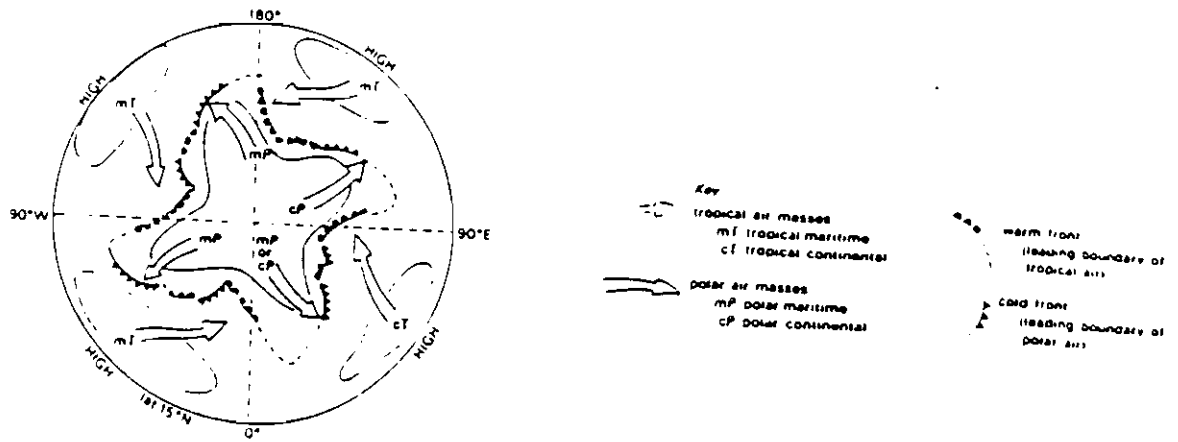 180°
HIGH
HIGH
mT
mT
mP
cP
90°W
90°E
mP
mP
or
cP
mT
cT
HIGH
HIGH
lat 15°N
0°
Key
tropical air masses
mT tropical maritime
cT tropical continental
polar air masses
mP polar maritime
cP polar continental
warm front
(leading boundary of
tropical air)
cold front
(leading boundary of
polar air)